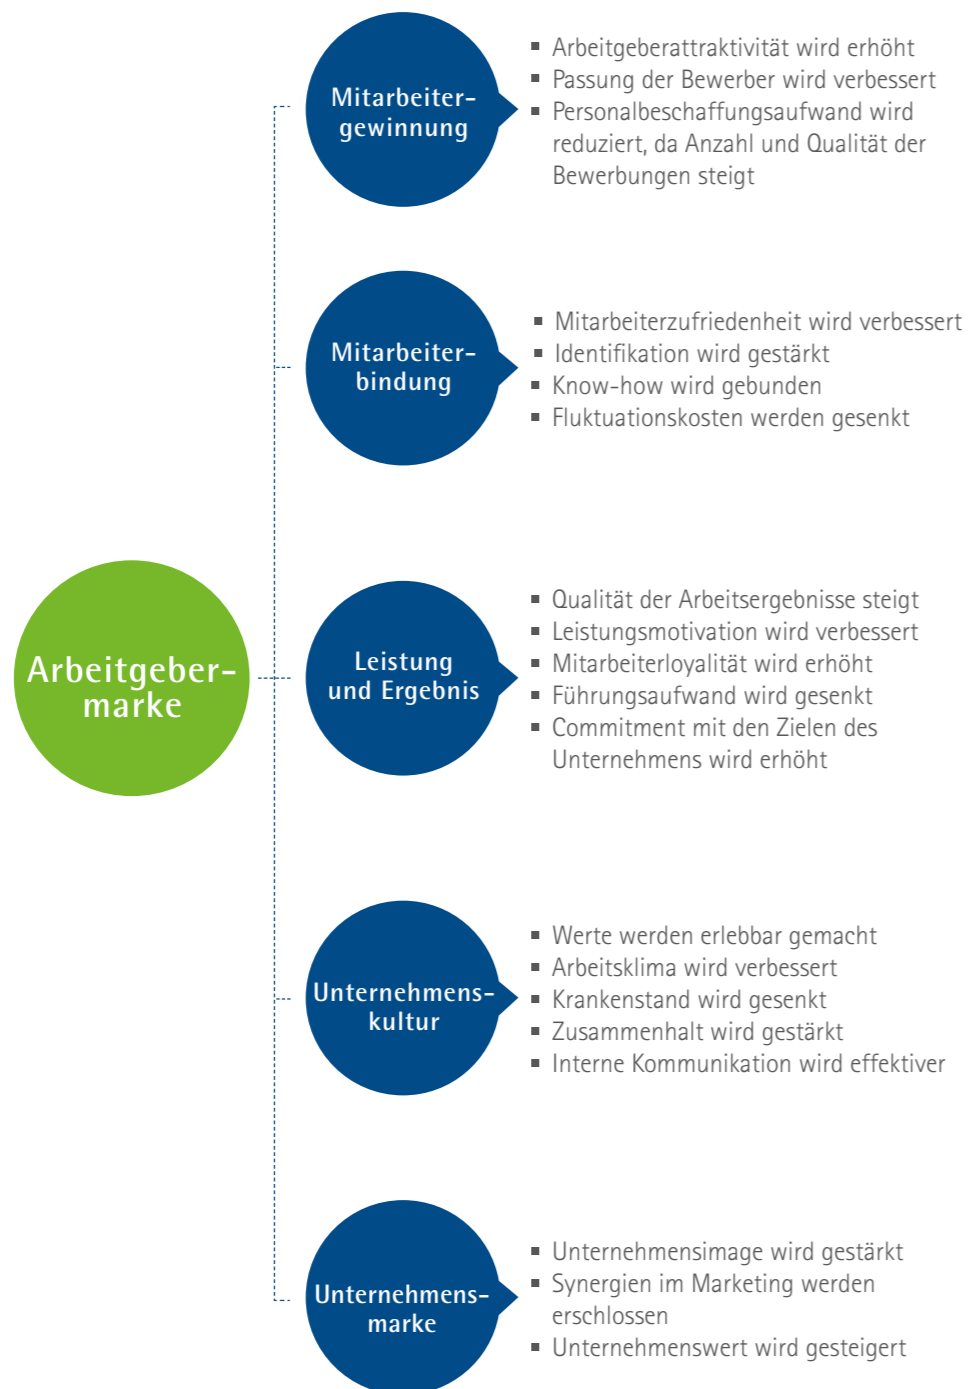 Mitarbeiter-
gewinnung
▪ Arbeitgeberattraktivität wird erhöht
▪ Passung der Bewerber wird verbessert
▪ Personalbeschaffungsaufwand wird
reduziert, da Anzahl und Qualität der
Bewerbungen steigt
Mitarbeiter-
bindung
▪ Mitarbeiterzufriedenheit wird verbessert
▪ Identifikation wird gestärkt
▪ Know-how wird gebunden
▪ Fluktuationskosten werden gesenkt
Arbeitgeber-
marke
Leistung
und Ergebnis
▪ Qualität der Arbeitsergebnisse steigt
▪ Leistungsmotivation wird verbessert
▪ Mitarbeiterloyalität wird erhöht
▪ Führungsaufwand wird gesenkt
▪ Commitment mit den Zielen des
Unternehmens wird erhöht
Unternehmens-
kultur
▪ Werte werden erlebbar gemacht
▪ Arbeitsklima wird verbessert
▪ Krankenstand wird gesenkt
▪ Zusammenhalt wird gestärkt
▪ Interne Kommunikation wird effektiver
Unternehmens-
marke
▪ Unternehmensimage wird gestärkt
▪ Synergien im Marketing werden
erschlossen
▪ Unternehmenswert wird gesteigert